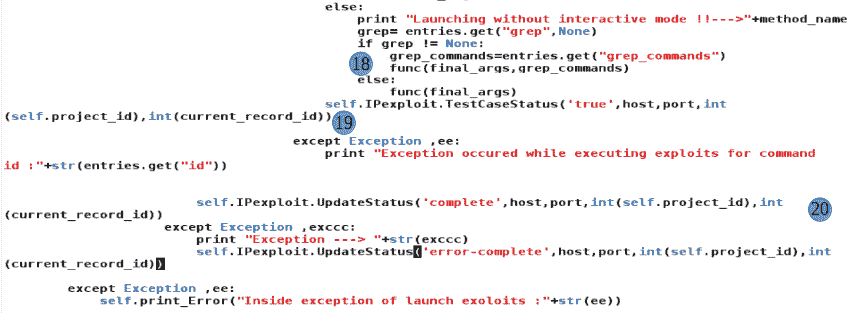 else:
print "Launching without interactive mode !!--->"+method_name
grep= entries.get("grep",None)
if grep != None:
grep_commands=entries.get("grep_commands")
18
func(final_args,grep_commands)
else:
func(final_args)
self.IPexploit.TestCaseStatus('true',host,port,int
(self.project_id),int(current_record_id)) 19
except Exception ,ee:
print "Exception occured while executing exploits for command
id :"+str(entries.get("id"))
self.IPexploit.UpdateStatus('complete',host,port,int(self.project_id),int 20
(current_record_id))
except Exception ,exccc:
print "Exception ---> "+str(exccc)
self.IPexploit.UpdateStatus('error-complete',host,port,int(self.project_id),int
(current_record_id))
except Exception ,ee:
self.print_Error("Inside exception of launch exoloits :"+str(ee))